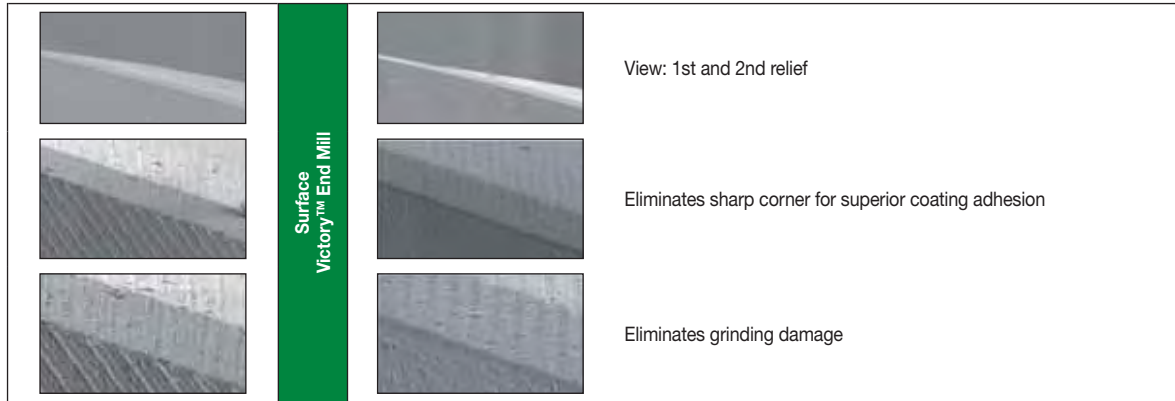 View: 1st and 2nd relief
Surface
Victory™ End Mill
Eliminates sharp corner for superior coating adhesion
Eliminates grinding damage